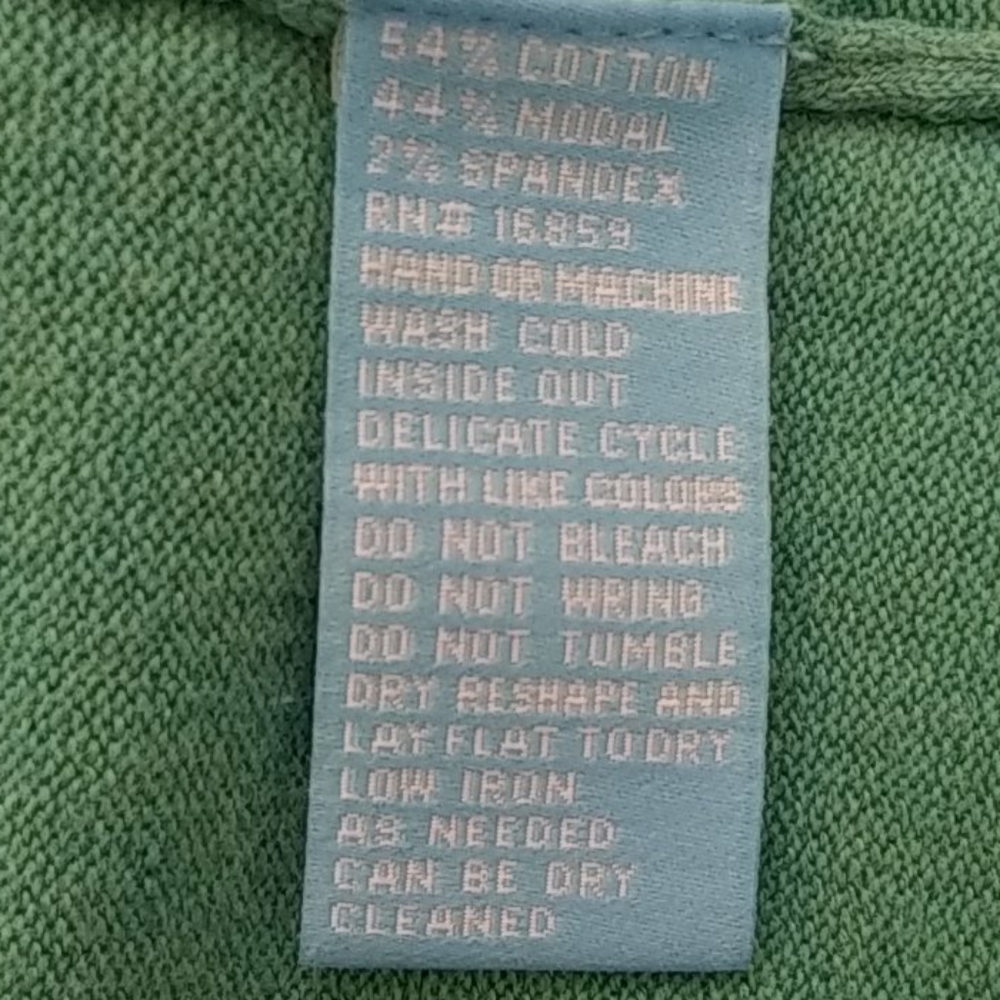 54% COTTON
44% MODAL
2% SPANDEX
RN# 16859
HAND OR MACHINE
WASH COLD
INSIDE OUT
DELICATE CYCLE
WITH LIKE COLORS
DO NOT BLEACH
DO NOT WRING
DO NOT TUMBLE
DRY RESHAPE AND
LAY FLAT TO DRY
LOW IRON
AS NEEDED
CAN BE DRY
CLEANED